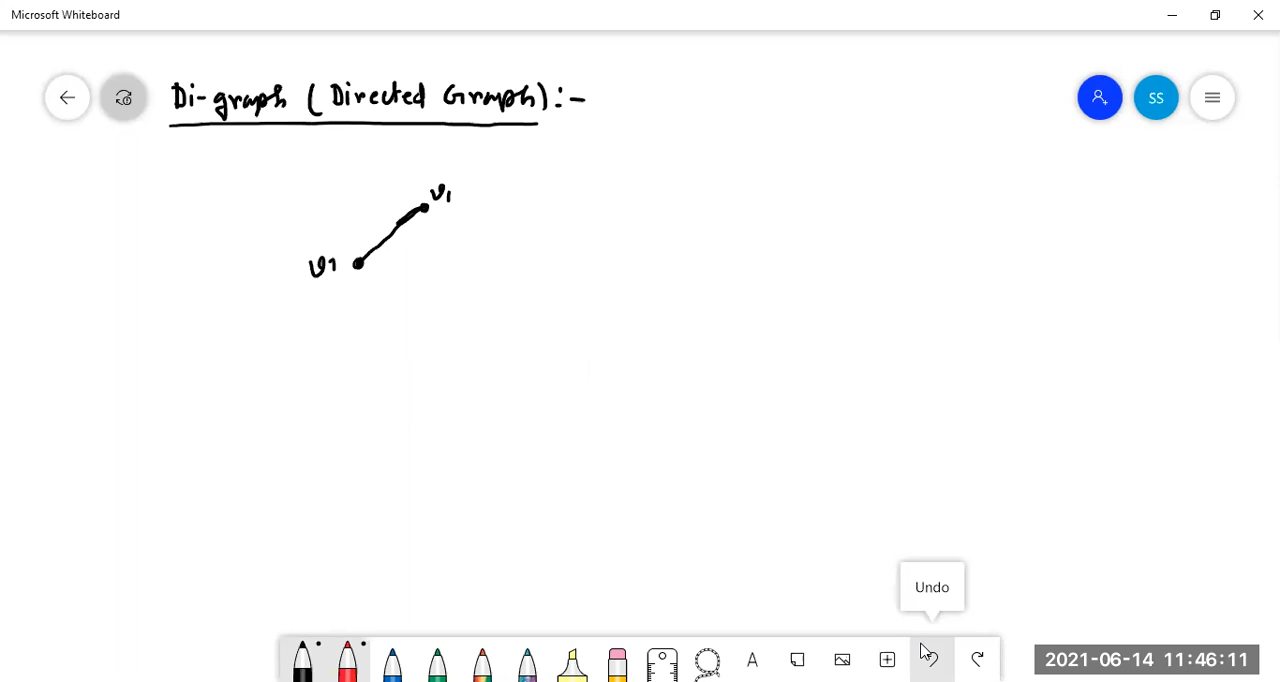 Microsoft Whiteboard
Di-graph (Directed Graph):-
SS
v1
v1
Undo
A
2021-06-14 11:46:11